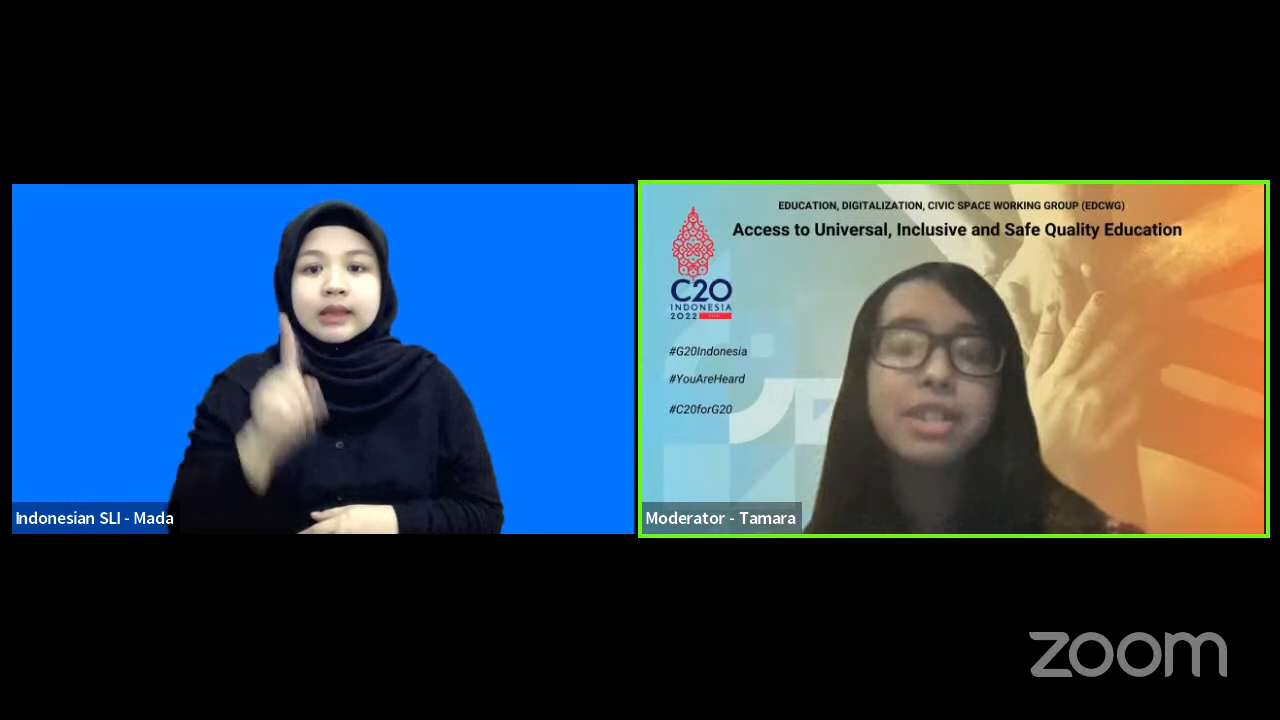 EDUCATION, DIGITALIZATION, CIVIC SPACE WORKING GROUP (EDCWG)
Access to Universal, Inclusive and Safe Quality Education
C20
INDONESIA
2022
#G20Indonesia
#YouAreHeard
#C20forG20
Indonesian SLI - Mada
Moderator - Tamara
zoom